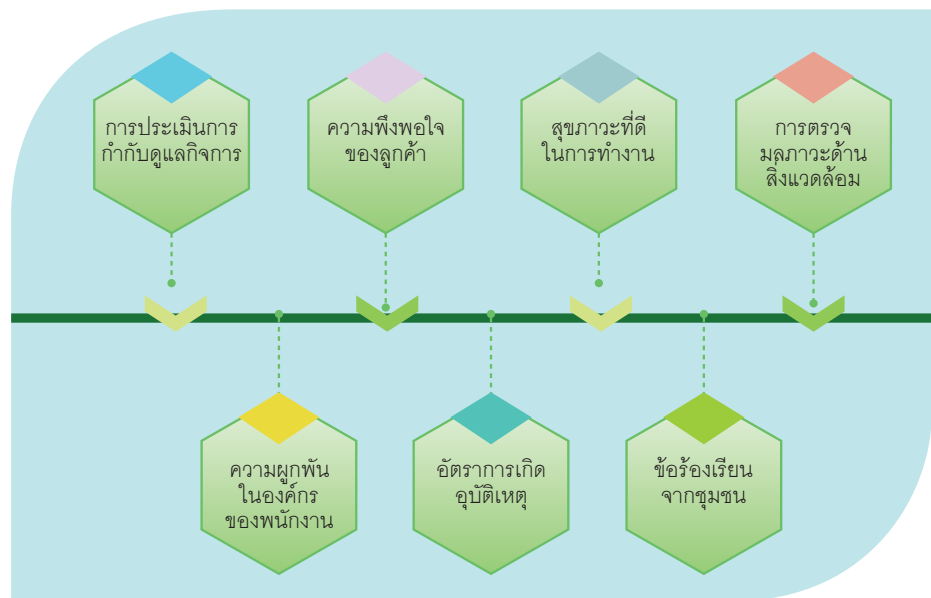 การประเมินการ
กำกับดูแลกิจการ
ความพึงพอใจ
ของลูกค้า
สุขภาวะที่ดี
ในการทำงาน
การตรวจ
มลภาวะด้าน
สิ่งแวดล้อม
ความผูกพัน
ในองค์กร
ของพนักงาน
อัตราการเกิด
อุบัติเหตุ
ข้อร้องเรียน
จากชุมชน